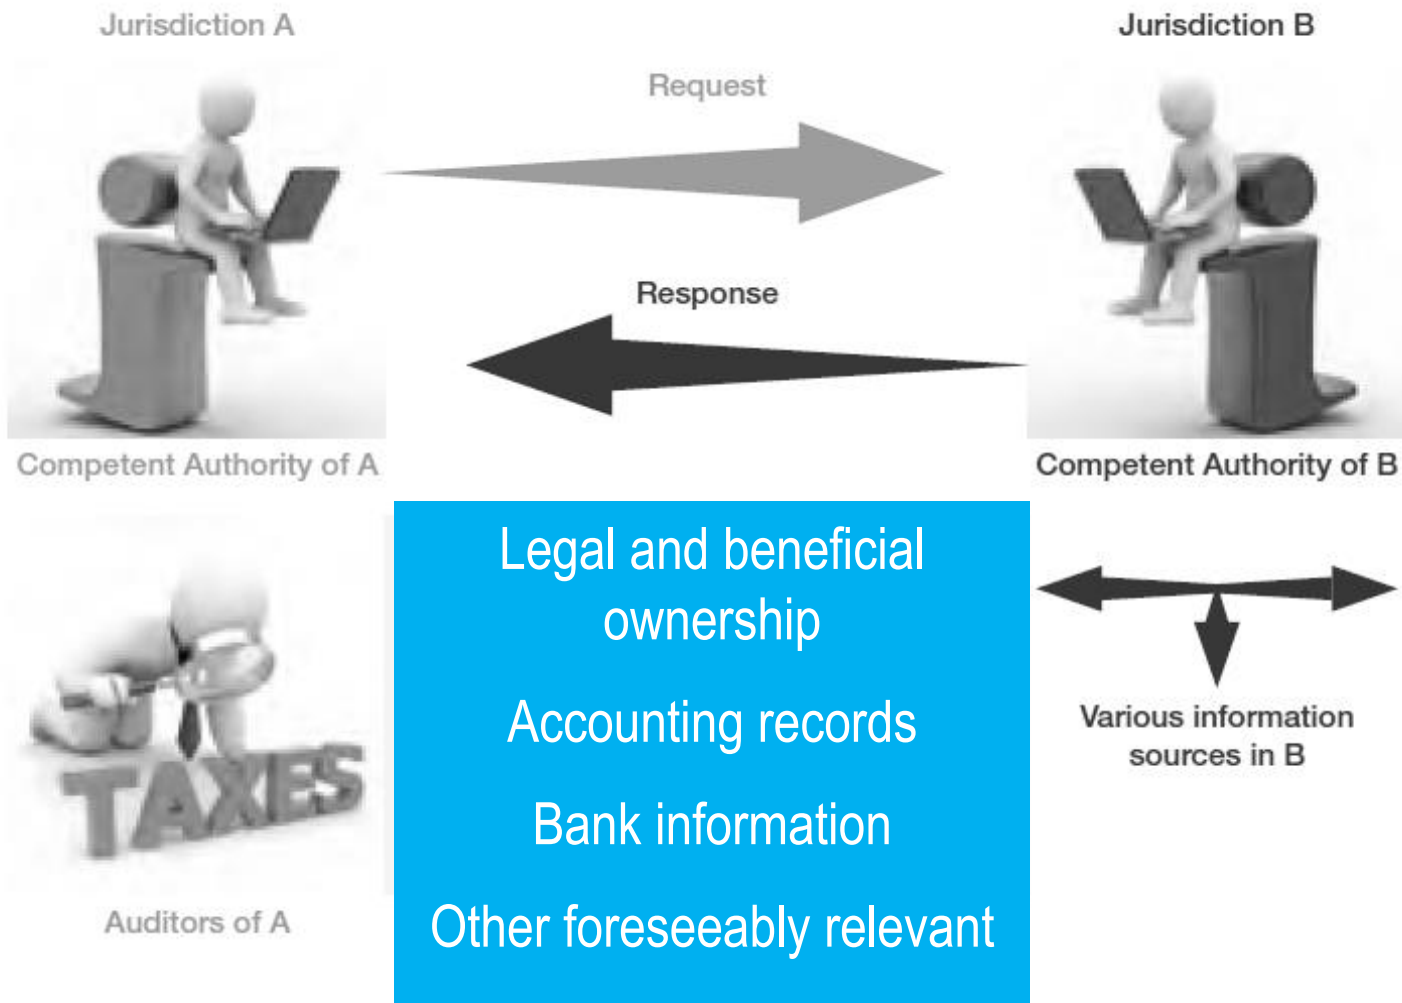 Jurisdiction A
Jurisdiction B
Request
Response
Competent Authority of A
Competent Authority of B
Legal and beneficial
ownership
Accounting records
Bank information
Other foreseeably relevant
Various information
sources in B
TAXES
Auditors of A